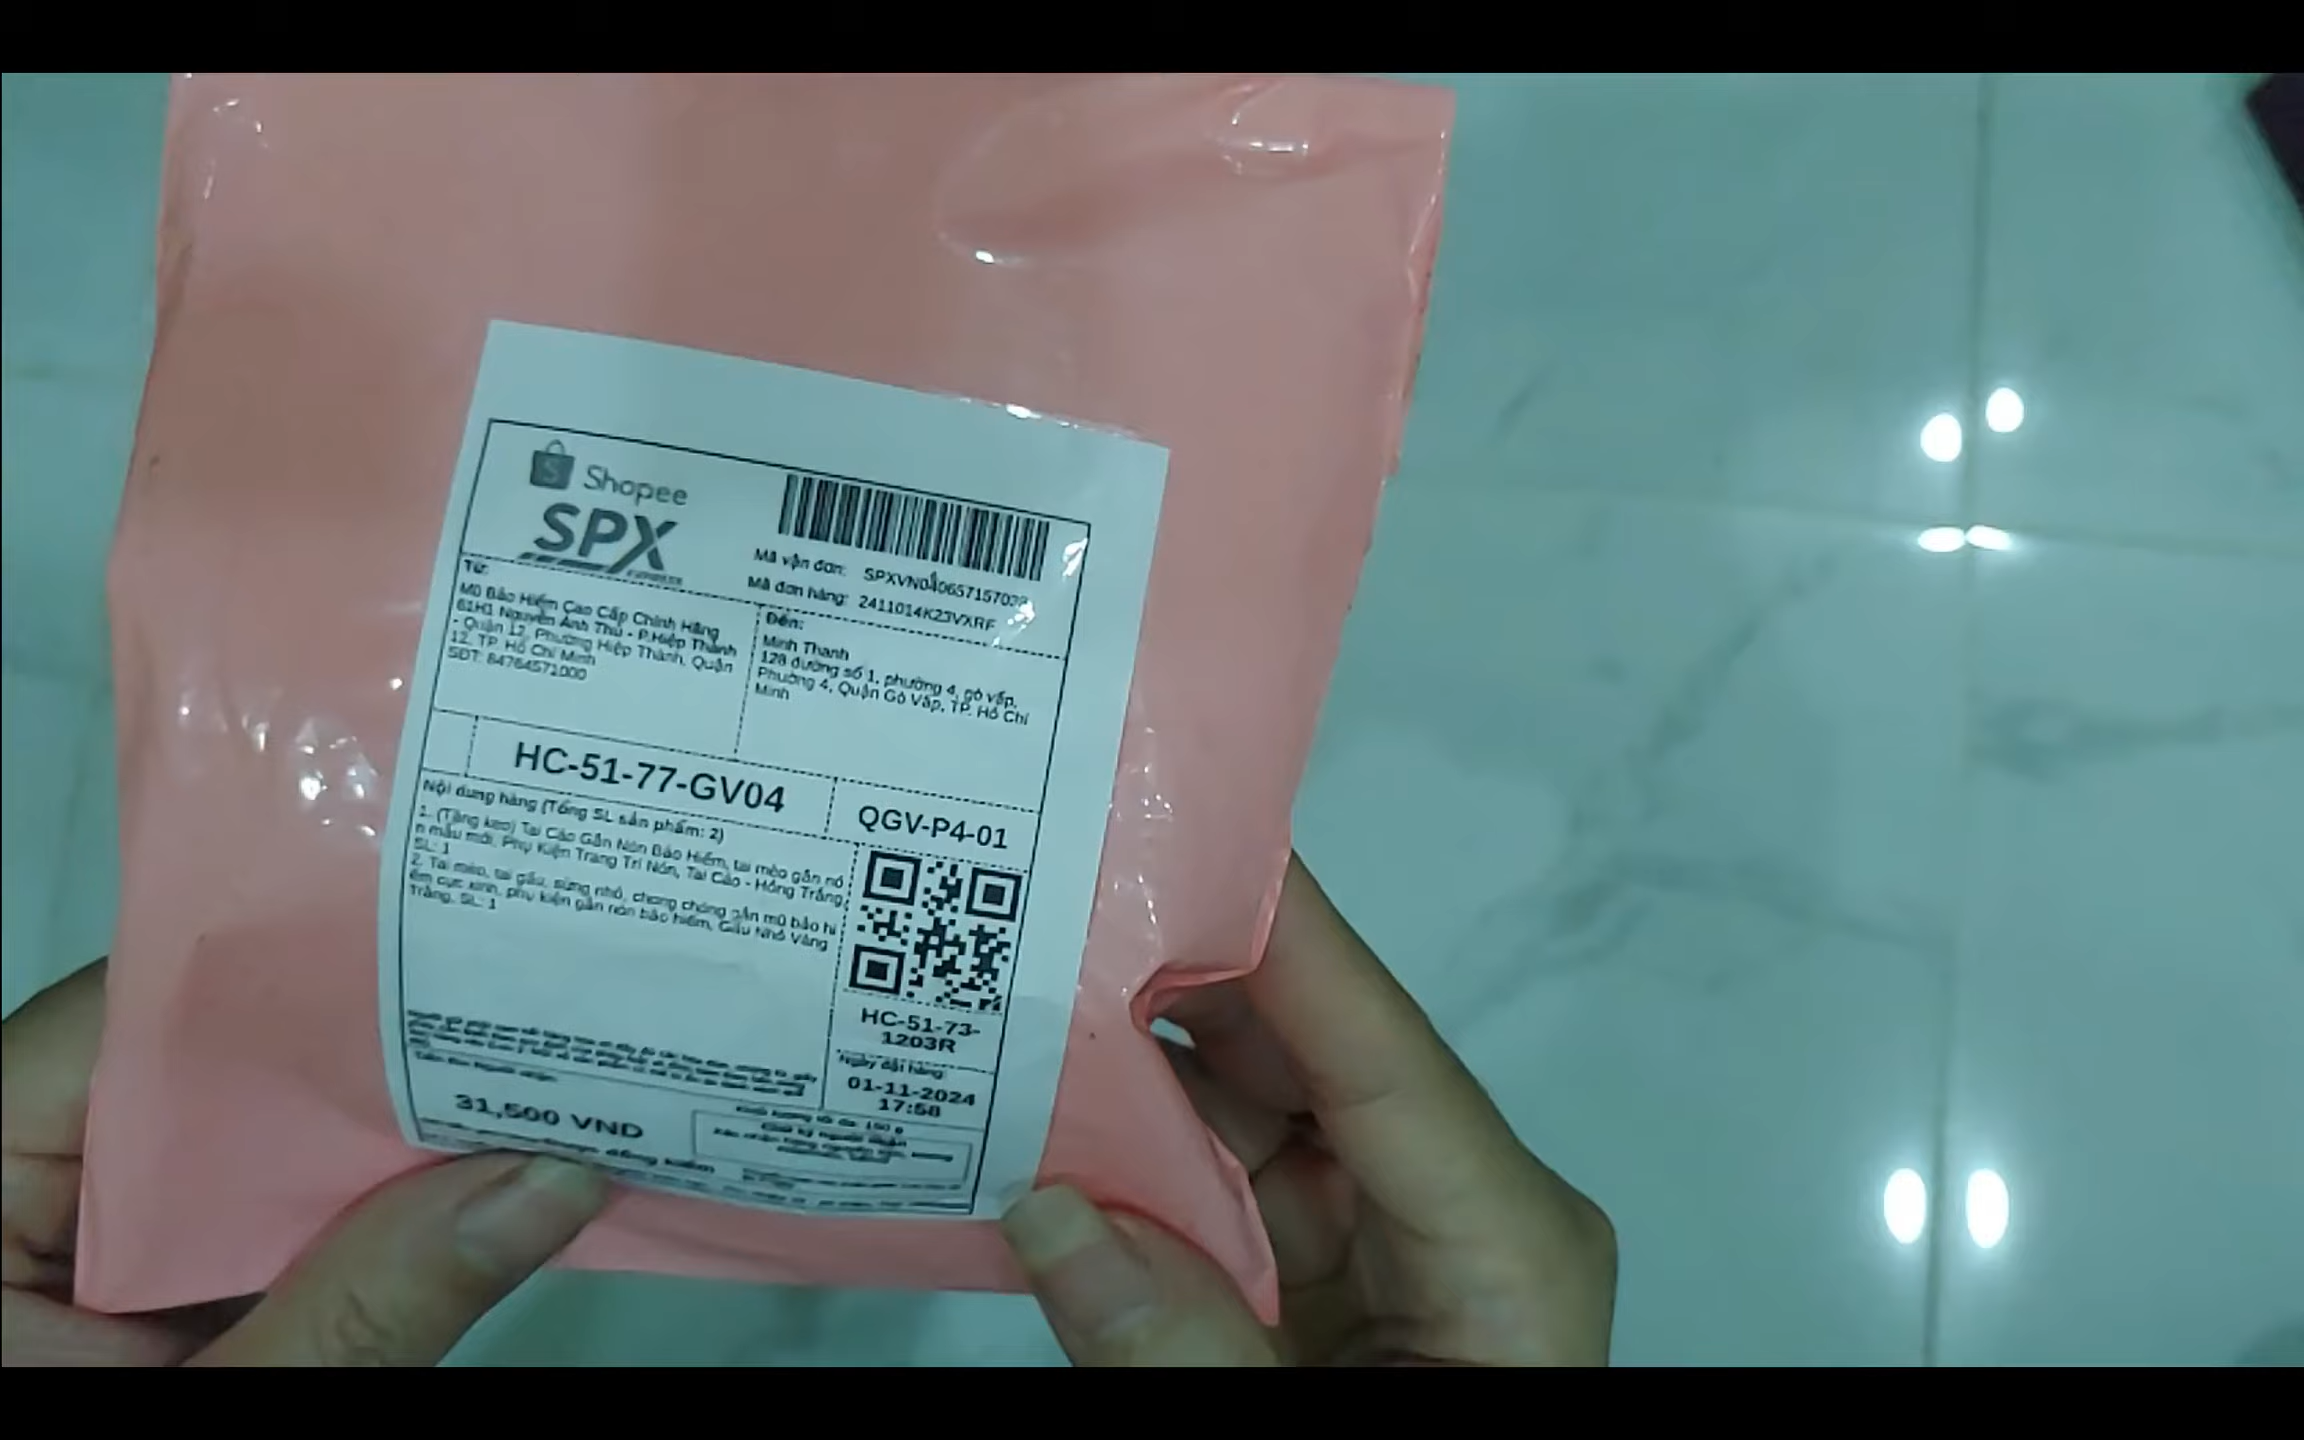 Shopee
SPX
Mã vận đơn: SPXVN04065715703
Mã đơn hàng: 2411014K23VXRF
Từ:
Mũ Bảo Hiểm Cao Cấp Chính Hãng
61H1 Nguyễn Ảnh Thủ - P.Hiệp Thành
- Quận 12, Phường Hiệp Thành, Quận
12, TP. Hồ Chí Minh
SDT: 84764571000
Đến:
Minh Thanh
128 đường số 1, phường 4, gò vấp,
Phường 4, Quận Gò Vấp, TP. Hồ Chí
Minh
HC-51-77-GV04
QGV-P4-01
Nội dung hàng (Tổng SL sản phẩm: 2)
1. (Tặng keo) Tai Cáo Gắn Nón Bảo Hiểm, tai mèo gắn nó
n mẫu mới, Phụ Kiện Trang Trí Nón, Tai Cáo - Hồng Trắng,
SL: 1
2. Tai mèo, tai gấu, sừng nhỏ, chong chóng gắn mũ bảo hi
ểm cực xinh, phụ kiện gắn nón bảo hiểm, Gấu Nhỏ Vàng
Trắng, SL: 1
HC-51-73-
1203R
Ngày đặt hàng:
01-11-2024
17:58
31,500 VND
đồng kiểm